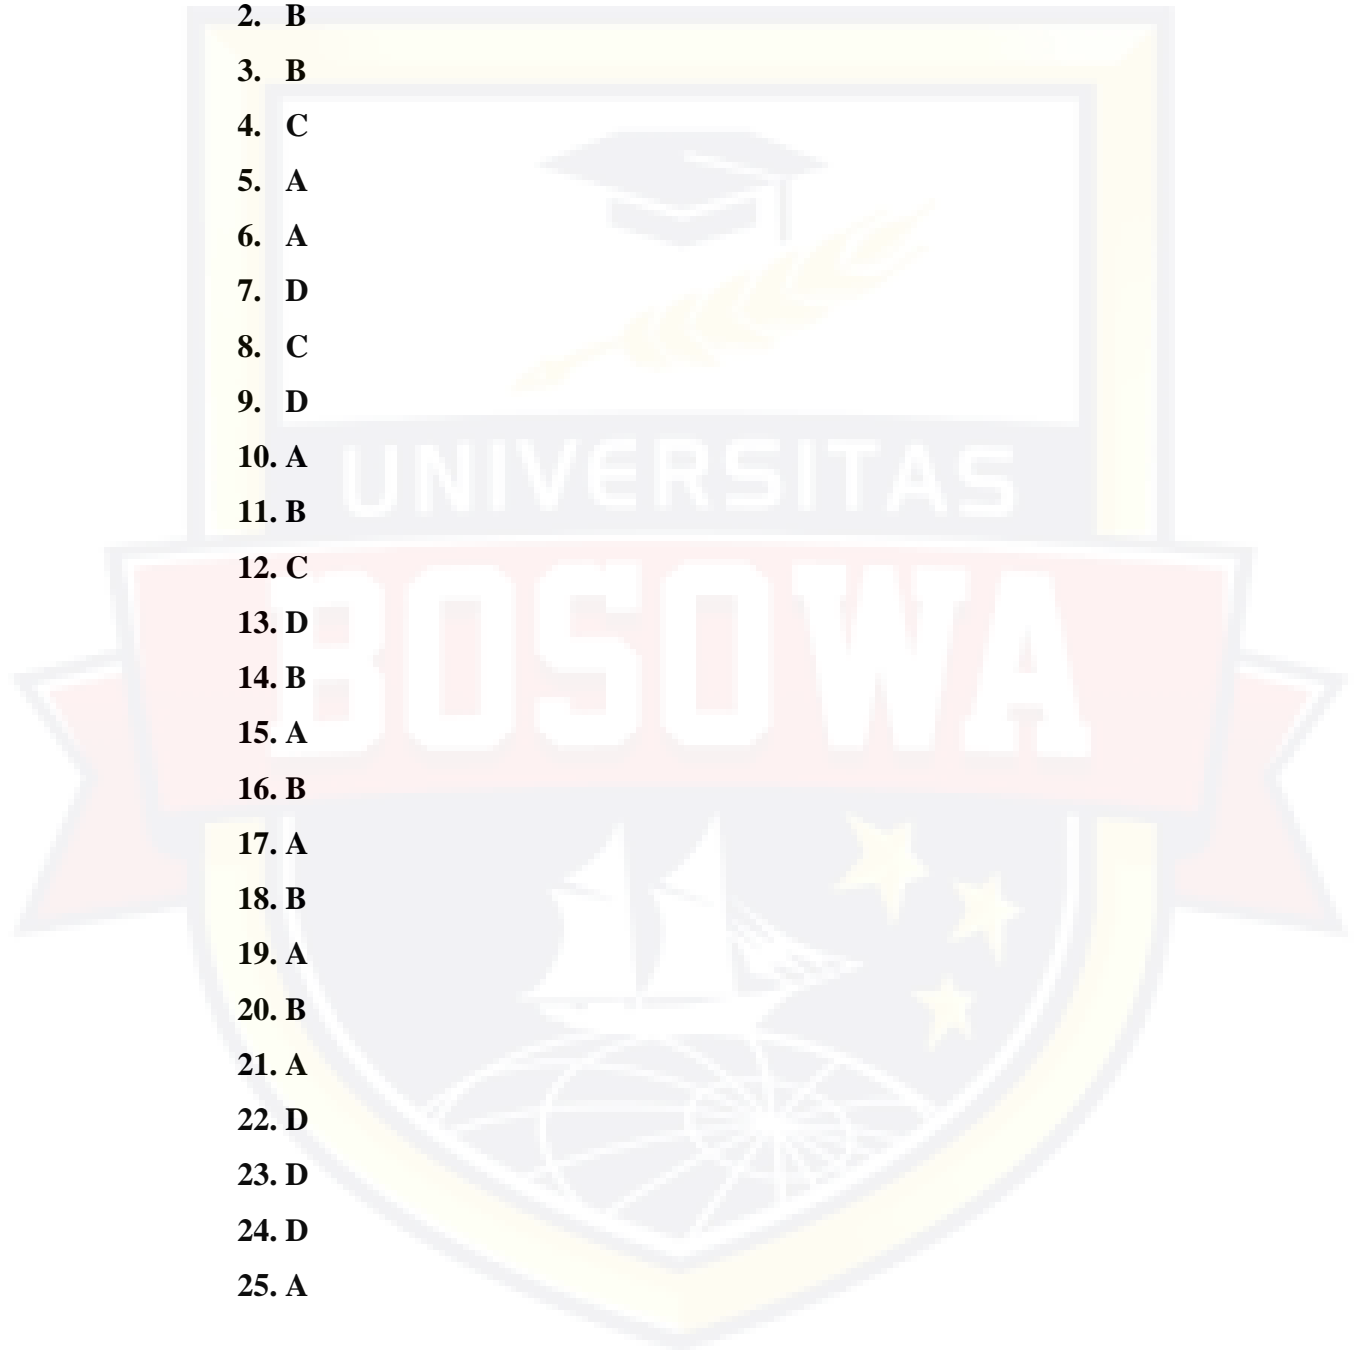 2. B
3. B
4. C
5. A
6. A
7. D
8. C
9. D
10. A
UNIVERSITAS
11. B
12. C
BOSOWA
13. D
14. B
15. A
16. B
17. A
18. B
19. A
20. B
21. A
22. D
23. D
24. D
25. A